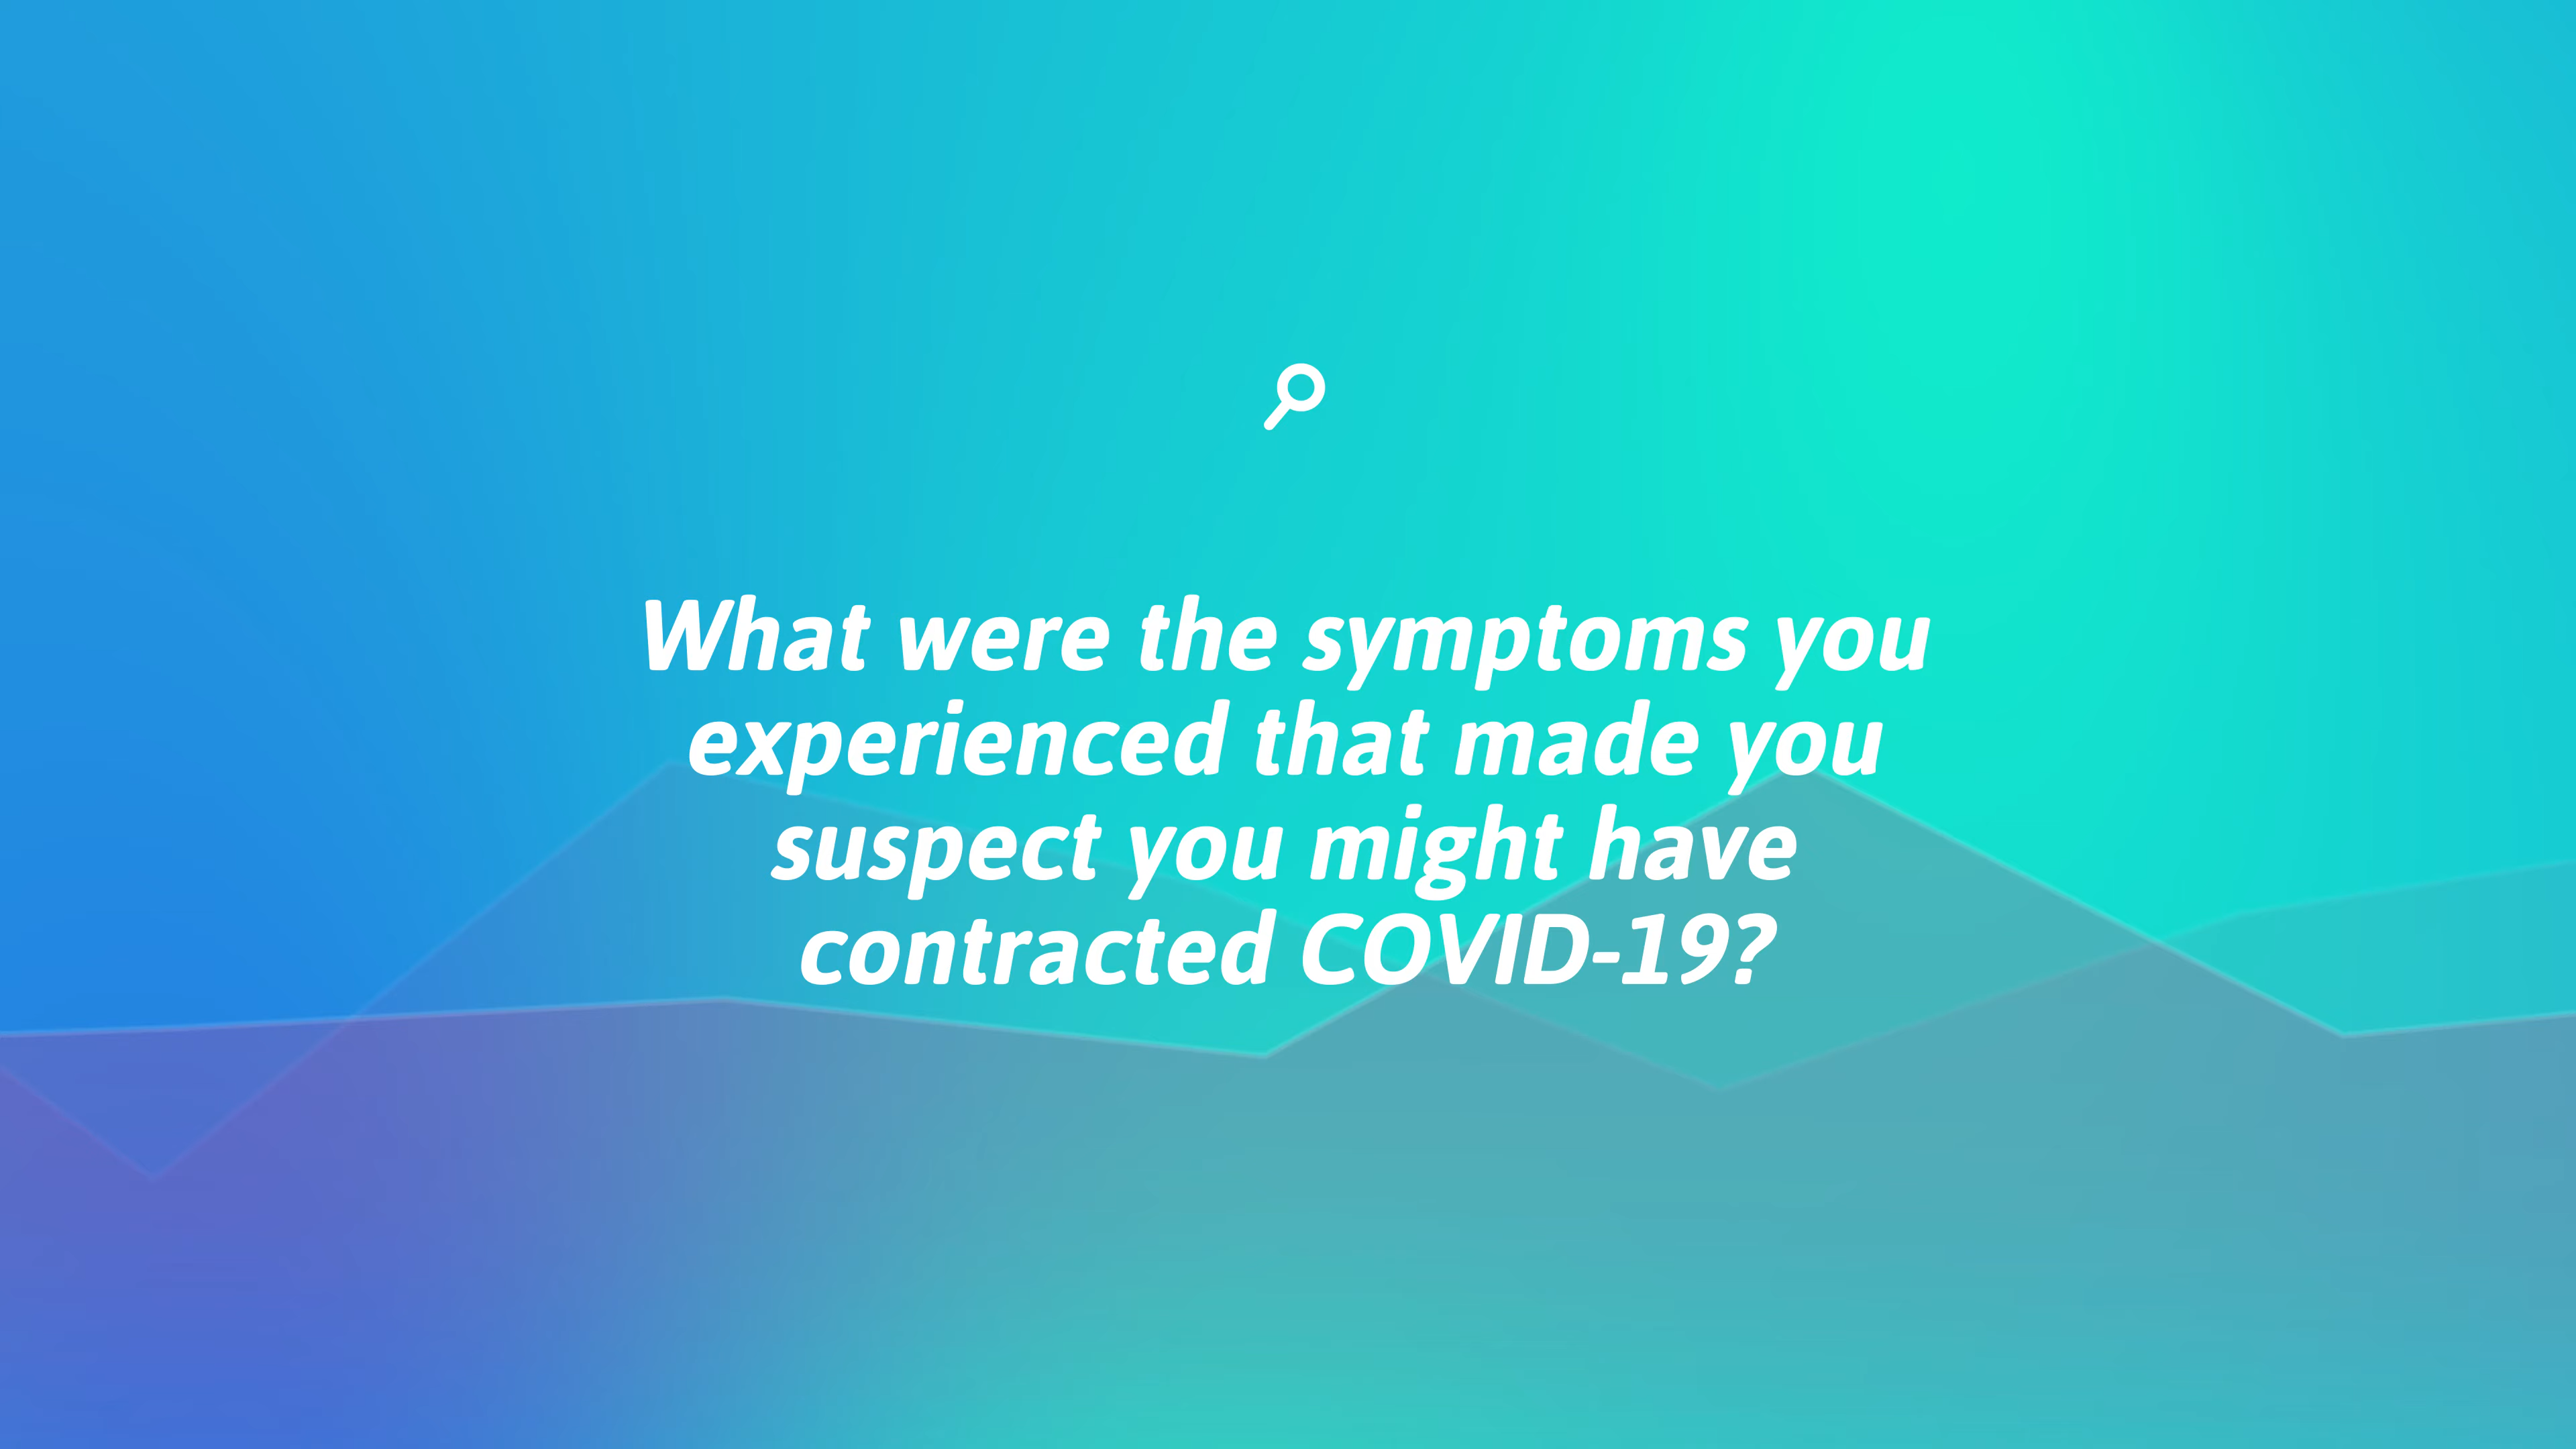 What were the symptoms you
experienced that made you
suspect you might have
contracted COVID-19?